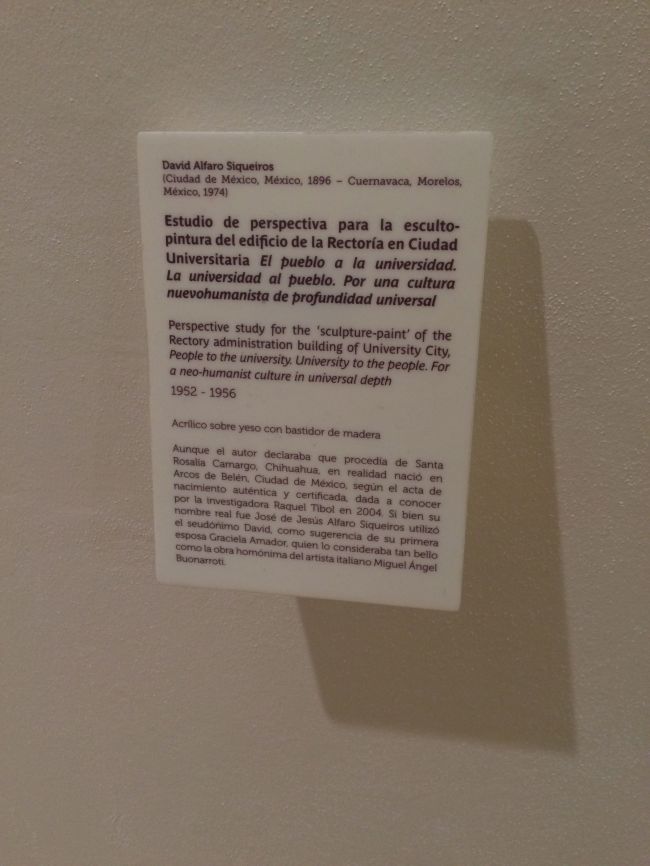 David Alfaro Siqueiros
(Ciudad de México, México, 1896 – Cuernavaca, Morelos,
México, 1974)
Estudio de perspectiva para la esculto-
pintura del edificio de la Rectoría en Ciudad
Universitaria El pueblo a la universidad.
La universidad al pueblo. Por una cultura
nuevohumanista de profundidad universal
Perspective study for the ‘sculpture-paint’ of the
Rectory administration building of University City,
People to the university. University to the people. For
a neo-humanist culture in universal depth
1952 - 1956
Acrílico sobre yeso con bastidor de madera
Aunque el autor declaraba que procedía de Santa
Rosalía Camargo, Chihuahua, en realidad nació en
Arcos de Belén, Ciudad de México, según el acta de
nacimiento auténtica y certificada, dada a conocer
por la investigadora Raquel Tibol en 2004. Si bien su
nombre real fue José de Jesús Alfaro Siqueiros utilizó
el seudónimo David, como sugerencia de su primera
esposa Graciela Amador, quien lo consideraba tan bello
como la obra homónima del artista italiano Miguel Ángel
Buonarroti.